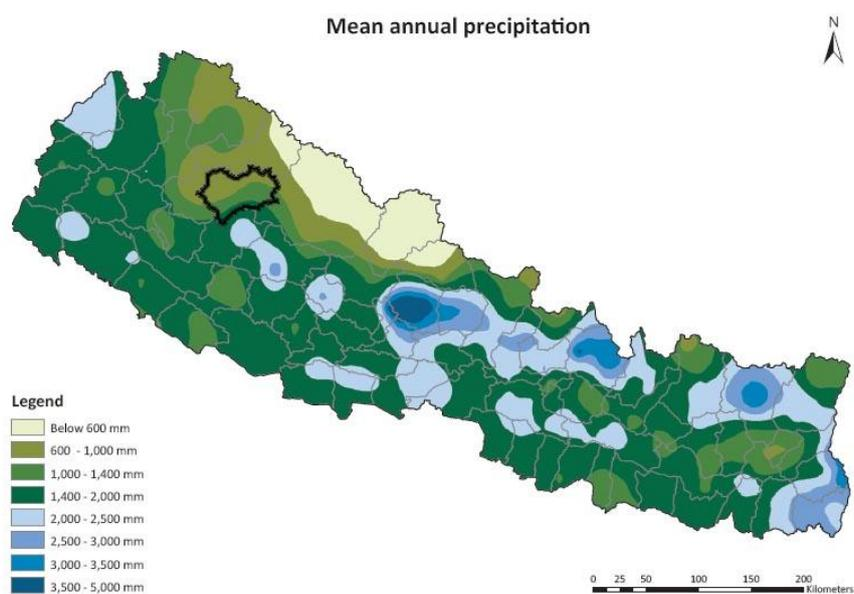 Mean annual precipitation
N
Legend
Below 600 mm
600 - 1,000 mm
1,000 - 1,400 mm
1,400 - 2,000 mm
2,000 - 2,500 mm
2,500 - 3,000 mm
3,000 - 3,500 mm
3,500 - 5,000 mm
0 25 50 100 150 200
Kilometers